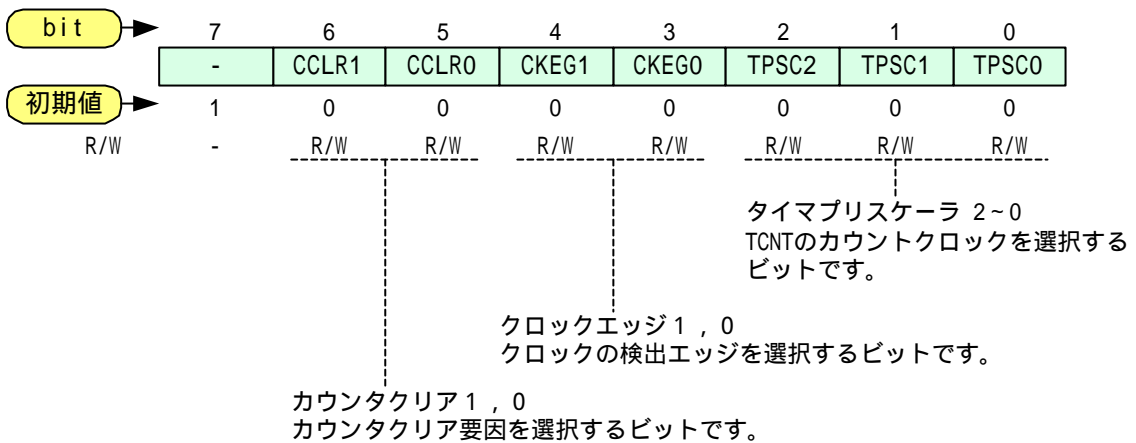 bit 7 6 5 4 3 2 1 0
- CCLR1 CCLR0 CKEG1 CKEG0 TPSC2 TPSC1 TPSC0
初期値 1 0 0 0 0 0 0 0
R/W - R/W R/W R/W R/W R/W R/W R/W
タイマプリスケーラ 2~0
TCNTのカウントクロックを選択する
ビットです。
クロックエッジ1,0
クロックの検出エッジを選択するビットです。
カウンタクリア1,0
カウンタクリア要因を選択するビットです。